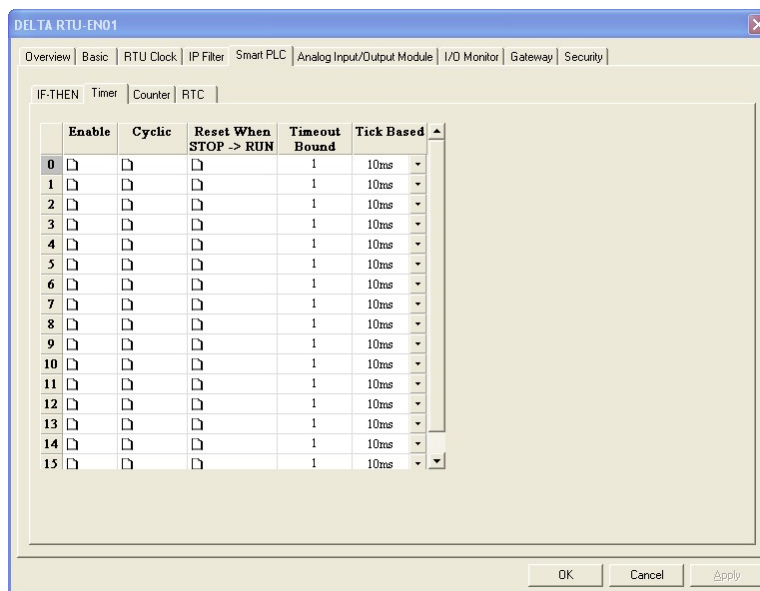 DELTA RTU-EN01
Overview Basic RTU Clock IP Filter Smart PLC Analog Input/Output Module I/O Monitor Gateway Security
IF-THEN Timer Counter RTC
Enable Cyclic Reset When STOP -> RUN Timeout Bound Tick Based
0 1 10ms
1 1 10ms
2 1 10ms
3 1 10ms
4 1 10ms
5 1 10ms
6 1 10ms
7 1 10ms
8 1 10ms
9 1 10ms
10 1 10ms
11 1 10ms
12 1 10ms
13 1 10ms
14 1 10ms
15 1 10ms
OK Cancel Apply